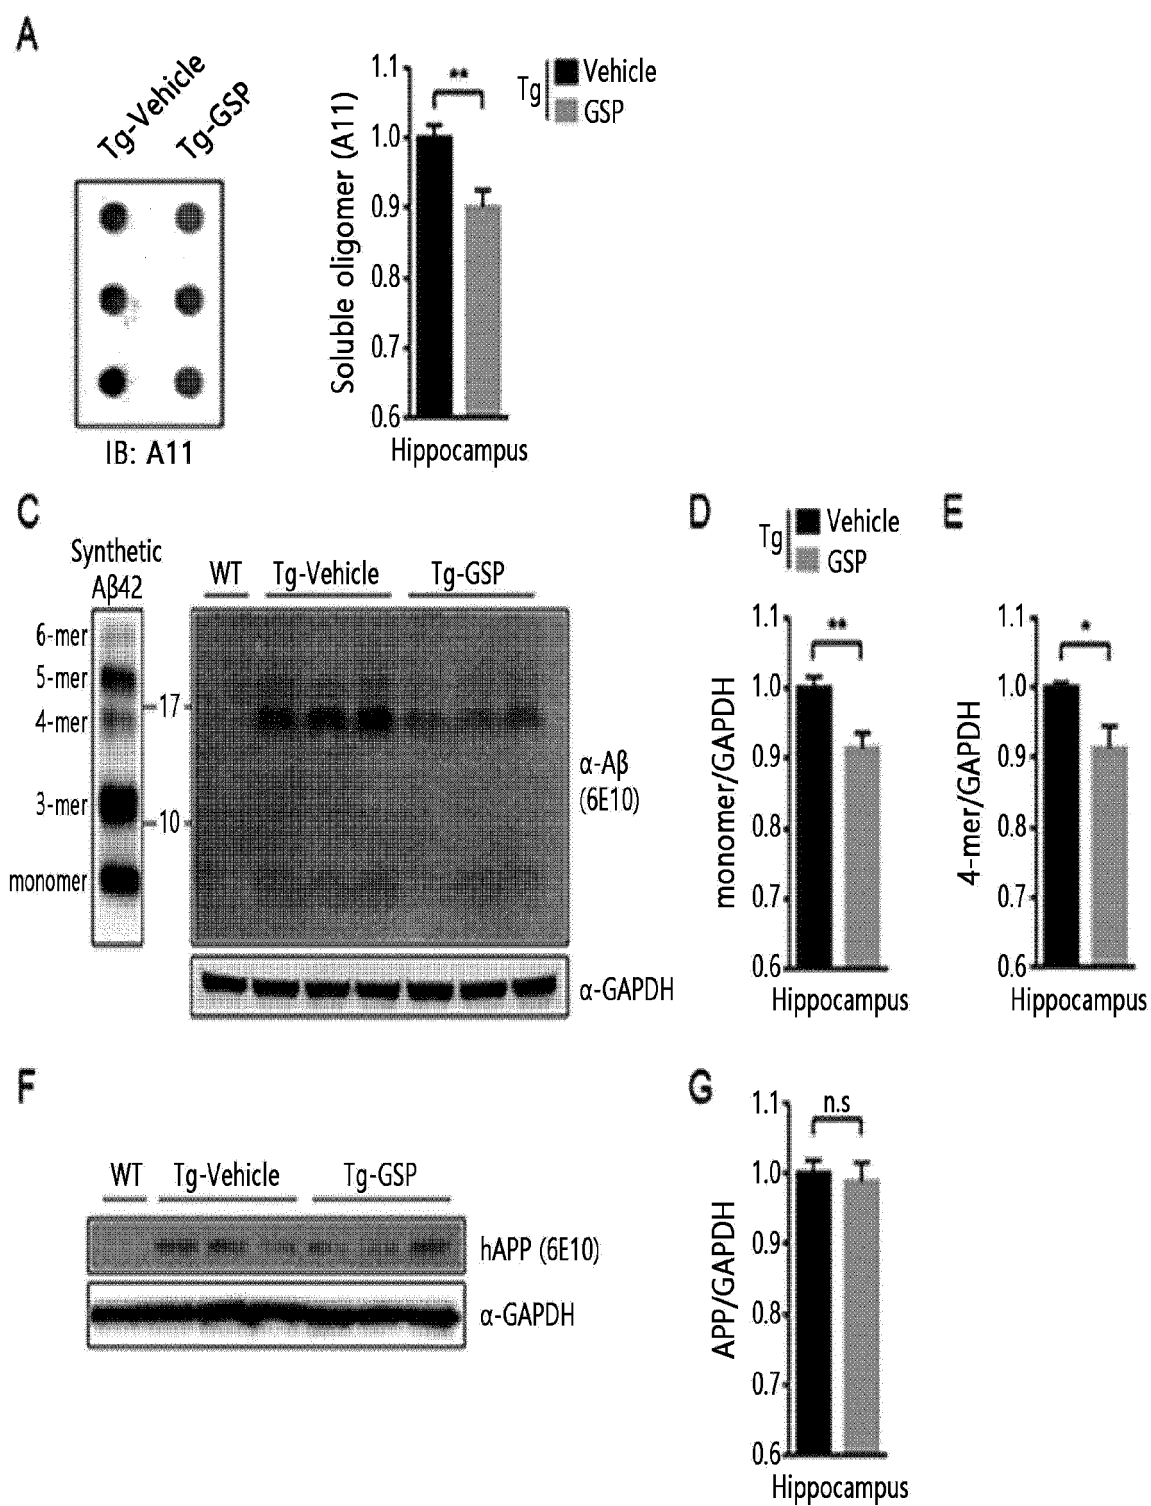 A
Tg-Vehicle
Tg-GSP
IB: A11
Soluble oligomer (A11)
1.1
1.0
0.9
0.8
0.7
0.6
**
Hippocampus
Tg
Vehicle
GSP
C
Synthetic
Aβ42
6-mer
5-mer
4-mer
3-mer
monomer
17
10
WT
Tg-Vehicle
Tg-GSP
α-Aβ
(6E10)
α-GAPDH
D
Tg
Vehicle
GSP
monomer/GAPDH
1.1
1.0
0.9
0.8
0.7
0.6
**
Hippocampus
E
4-mer/GAPDH
1.1
1.0
0.9
0.8
0.7
0.6
*
Hippocampus
F
WT
Tg-Vehicle
Tg-GSP
hAPP (6E10)
α-GAPDH
G
APP/GAPDH
1.1
1.0
0.9
0.8
0.7
0.6
n.s
Hippocampus